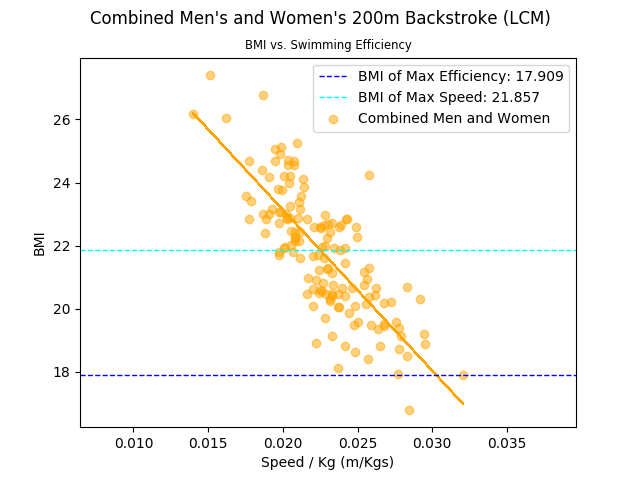 Combined Men's and Women's 200m Backstroke (LCM)
BMI vs. Swimming Efficiency
BMI of Max Efficiency: 17.909
BMI of Max Speed: 21.857
Combined Men and Women
26
24
22
20
18
BMI
0.010 0.015 0.020 0.025 0.030 0.035
Speed / Kg (m/Kgs)